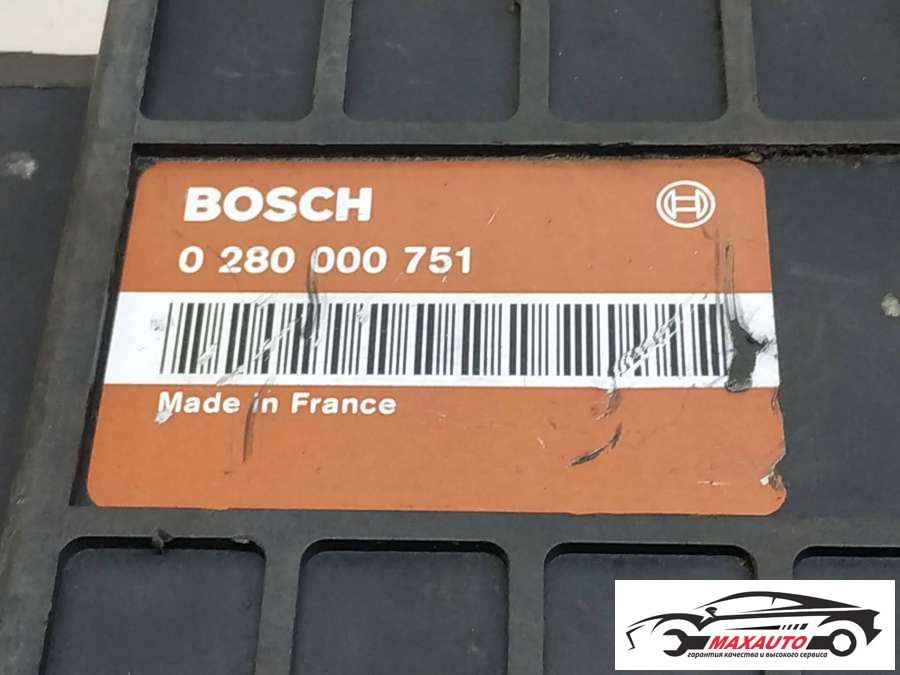 BOSCH
0 280 000 751
Made in France
MAXAUTO
гарантия качества и высокого сервиса